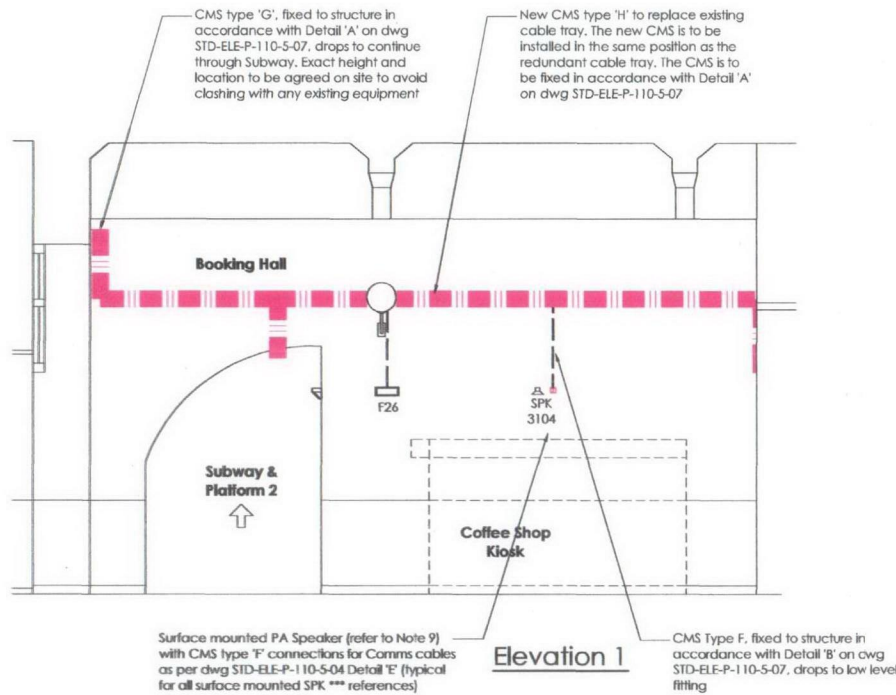 CMS type 'G', fixed to structure in
accordance with Detail 'A' on dwg
STD-ELE-P-110-5-07, drops to continue
through Subway. Exact height and
location to be agreed on site to avoid
clashing with any existing equipment
New CMS type 'H' to replace existing
cable tray. The new CMS is to be
installed in the same position as the
redundant cable tray. The CMS is to
be fixed in accordance with Detail 'A'
on dwg STD-ELE-P-110-5-07
Booking Hall
F26
SPK
3104
Subway &
Platform 2
Coffee Shop
Kiosk
Surface mounted PA Speaker (refer to Note 9)
with CMS type 'F' connections for Comms cables
as per dwg STD-ELE-P-110-5-04 Detail 'E' (typical
for all surface mounted SPK *** references)
Elevation 1
CMS Type F, fixed to structure in
accordance with Detail 'B' on dwg
STD-ELE-P-110-5-07, drops to low level
fitting